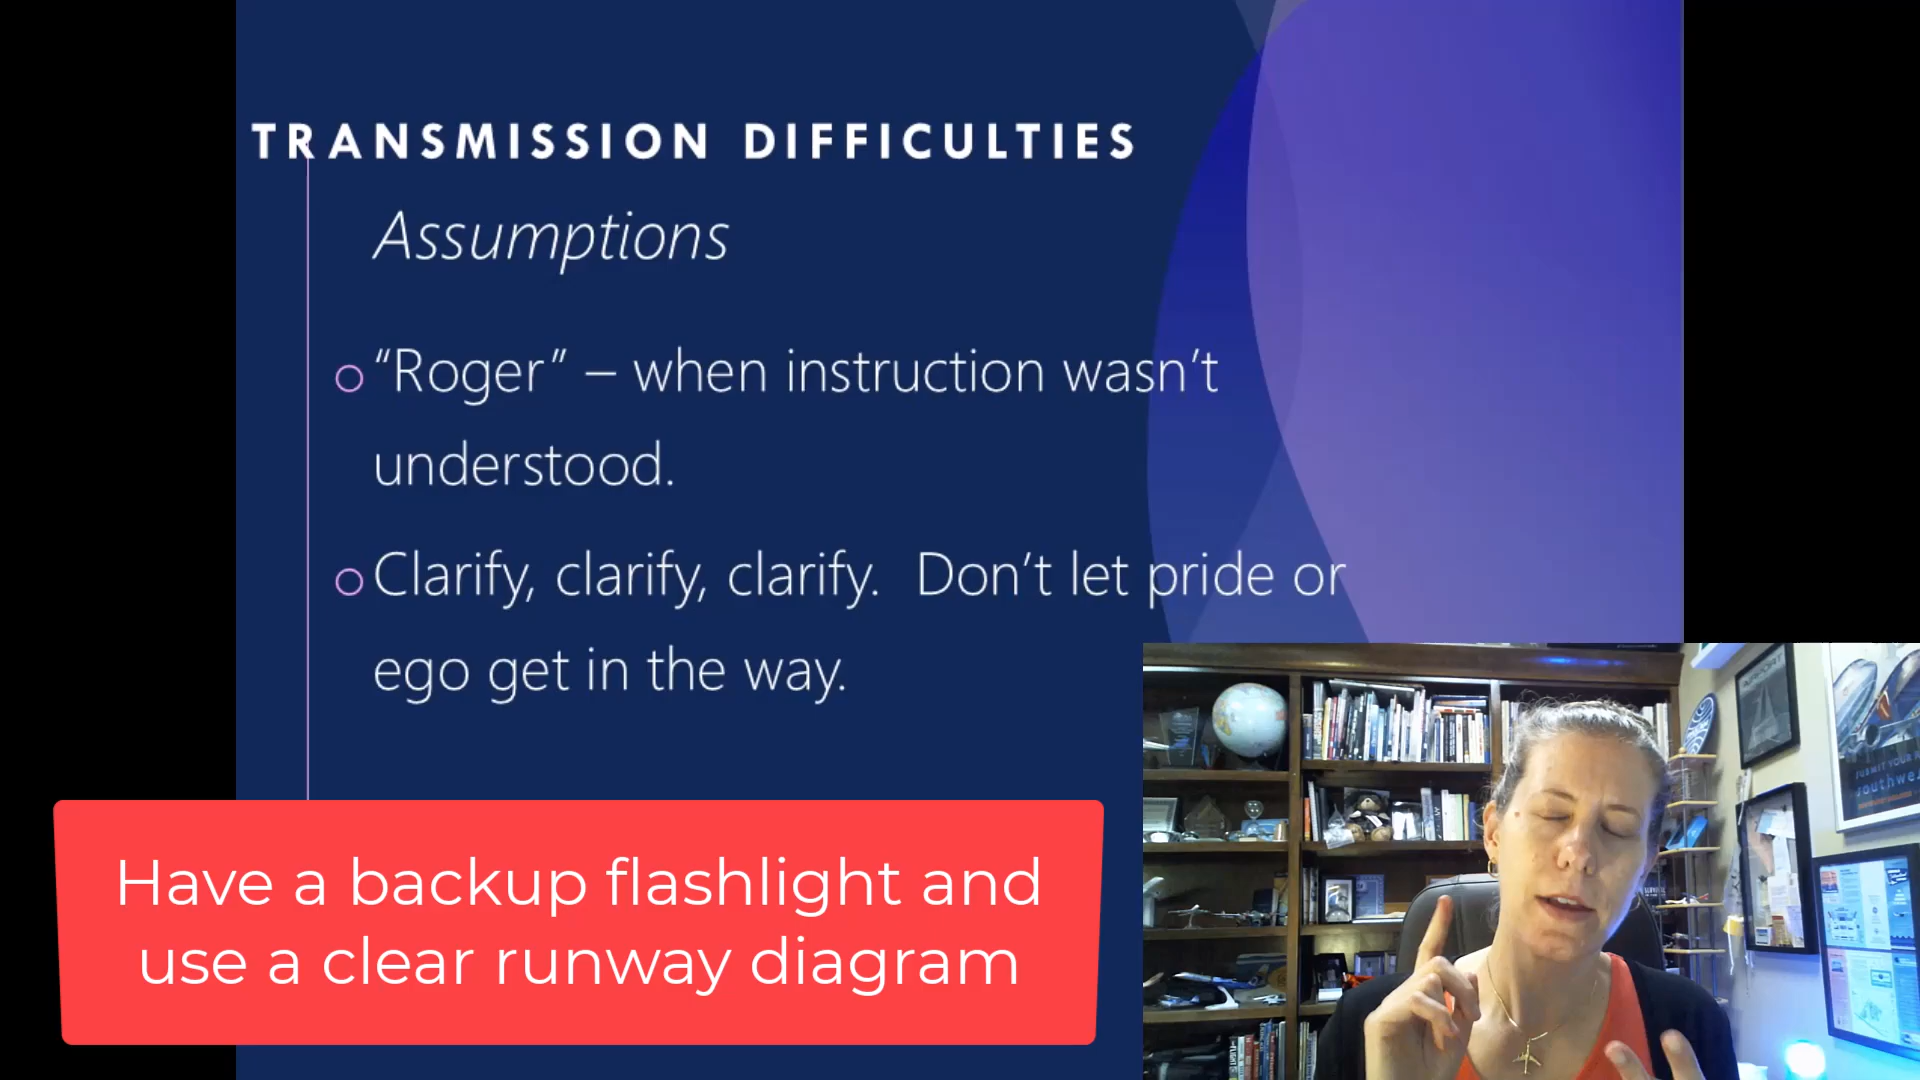 TRANSMISSION DIFFICULTIES
Assumptions
“Roger” – when instruction wasn’t
understood.
Clarify, clarify, clarify.  Don’t let pride or
ego get in the way.
Have a backup flashlight and
use a clear runway diagram